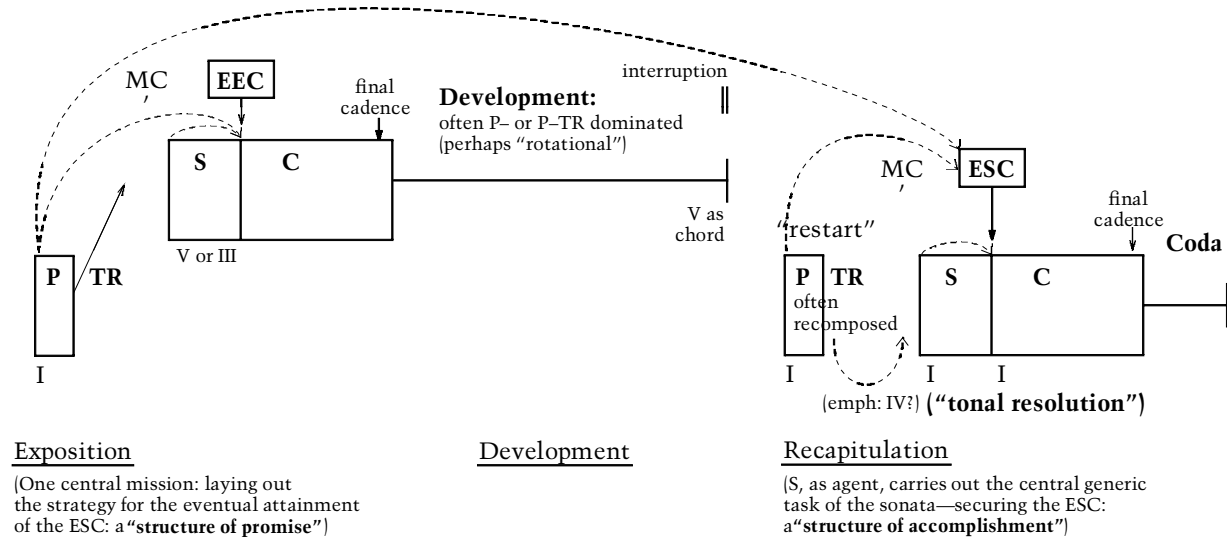 MC
,
EEC
final
cadence
Development:
often P– or P–TR dominated
(perhaps “rotational”)
interruption
S
C
V or III
P
TR
I
V as
chord
MC
,
ESC
“restart”
P
TR
often
recomposed
I
(emph: IV?)
S
C
final
cadence
Coda
I
I
(“tonal resolution”)
Exposition
(One central mission: laying out
the strategy for the eventual attainment
of the ESC: a“structure of promise”)
Development
Recapitulation
(S, as agent, carries out the central generic
task of the sonata—securing the ESC:
a“structure of accomplishment”)